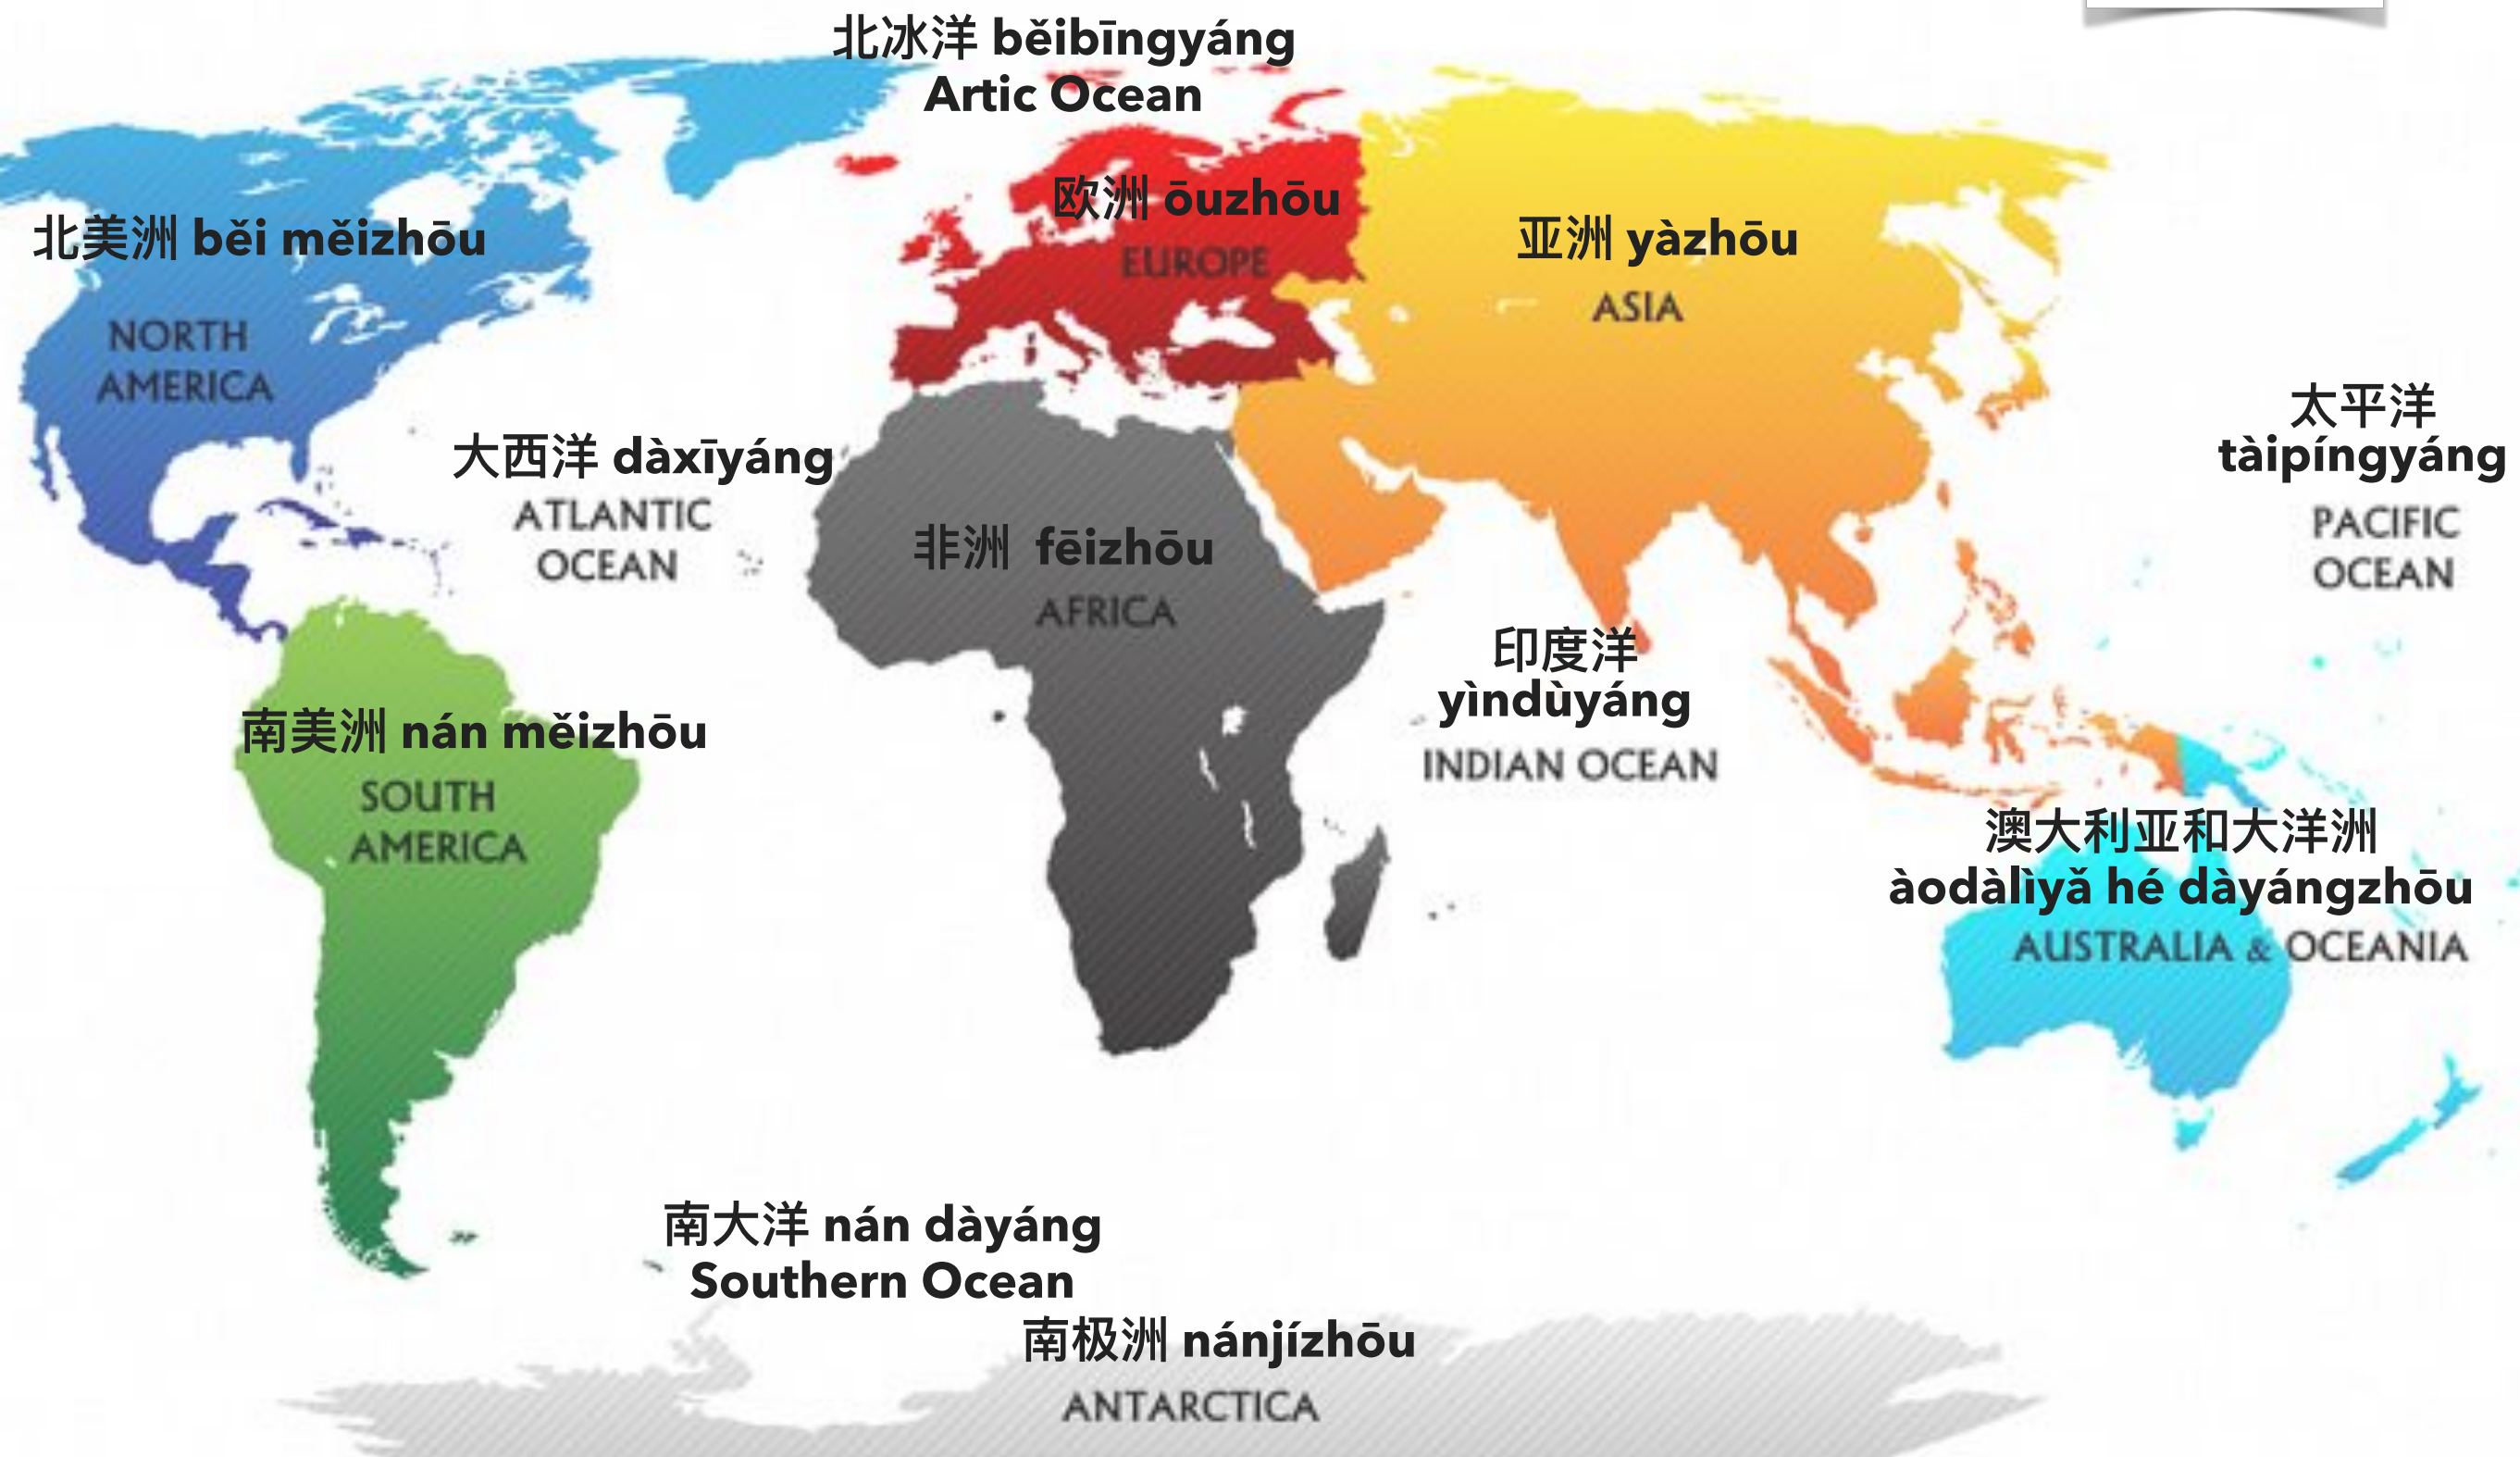 北冰洋 běibīngyáng
Artic Ocean
欧洲 ōuzhōu
EUROPE
北美洲 běi měizhōu
NORTH
AMERICA
亚洲 yàzhōu
ASIA
太平洋
tàipíngyáng
PACIFIC
OCEAN
大西洋 dàxīyáng
ATLANTIC
OCEAN
非洲 fēizhōu
AFRICA
印度洋
yìndùyáng
INDIAN OCEAN
南美洲 nán měizhōu
SOUTH
AMERICA
澳大利亚和大洋洲
àodàlìyǎ hé dàyángzhōu
AUSTRALIA & OCEANIA
南大洋 nán dàyáng
Southern Ocean
南极洲 nánjízhōu
ANTARCTICA